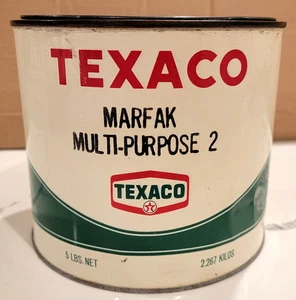 TEXACO
MARFAK
MULTI-PURPOSE 2
TEXACO
5 LBS. NET 2.267 KILOS